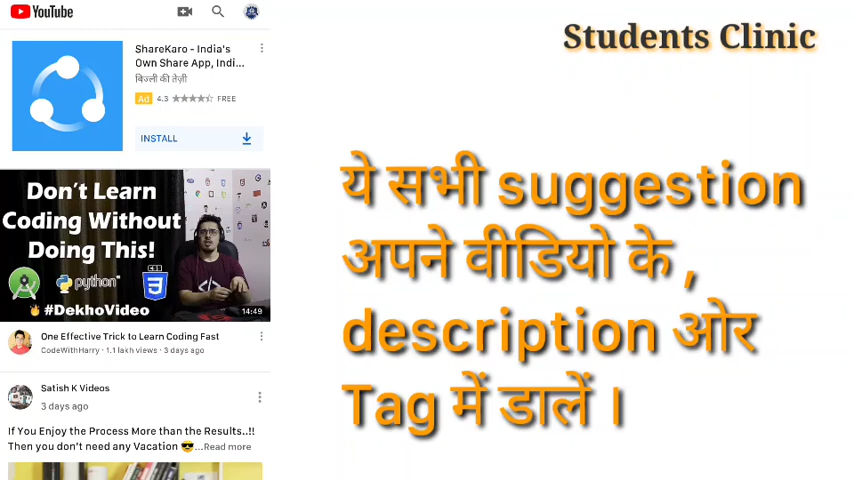 YouTube
ShareKaro - India's
Own Share App, Indi...
बिज्ली की तेज़ी
Ad 4.3 FREE
INSTALL
Don't Learn
Coding Without
Doing This!
python
3
#DekhoVideo
14:49
One Effective Trick to Learn Coding Fast
CodeWithHarry · 1.1 lakh views · 3 days ago
Satish K Videos
3 days ago
If You Enjoy the Process More than the Results..!!
Then you don't need any Vacation 😎...Read more
Students Clinic
ये सभी suggestion
अपने वीडियो के ,
description ओर
Tag में डालें ।